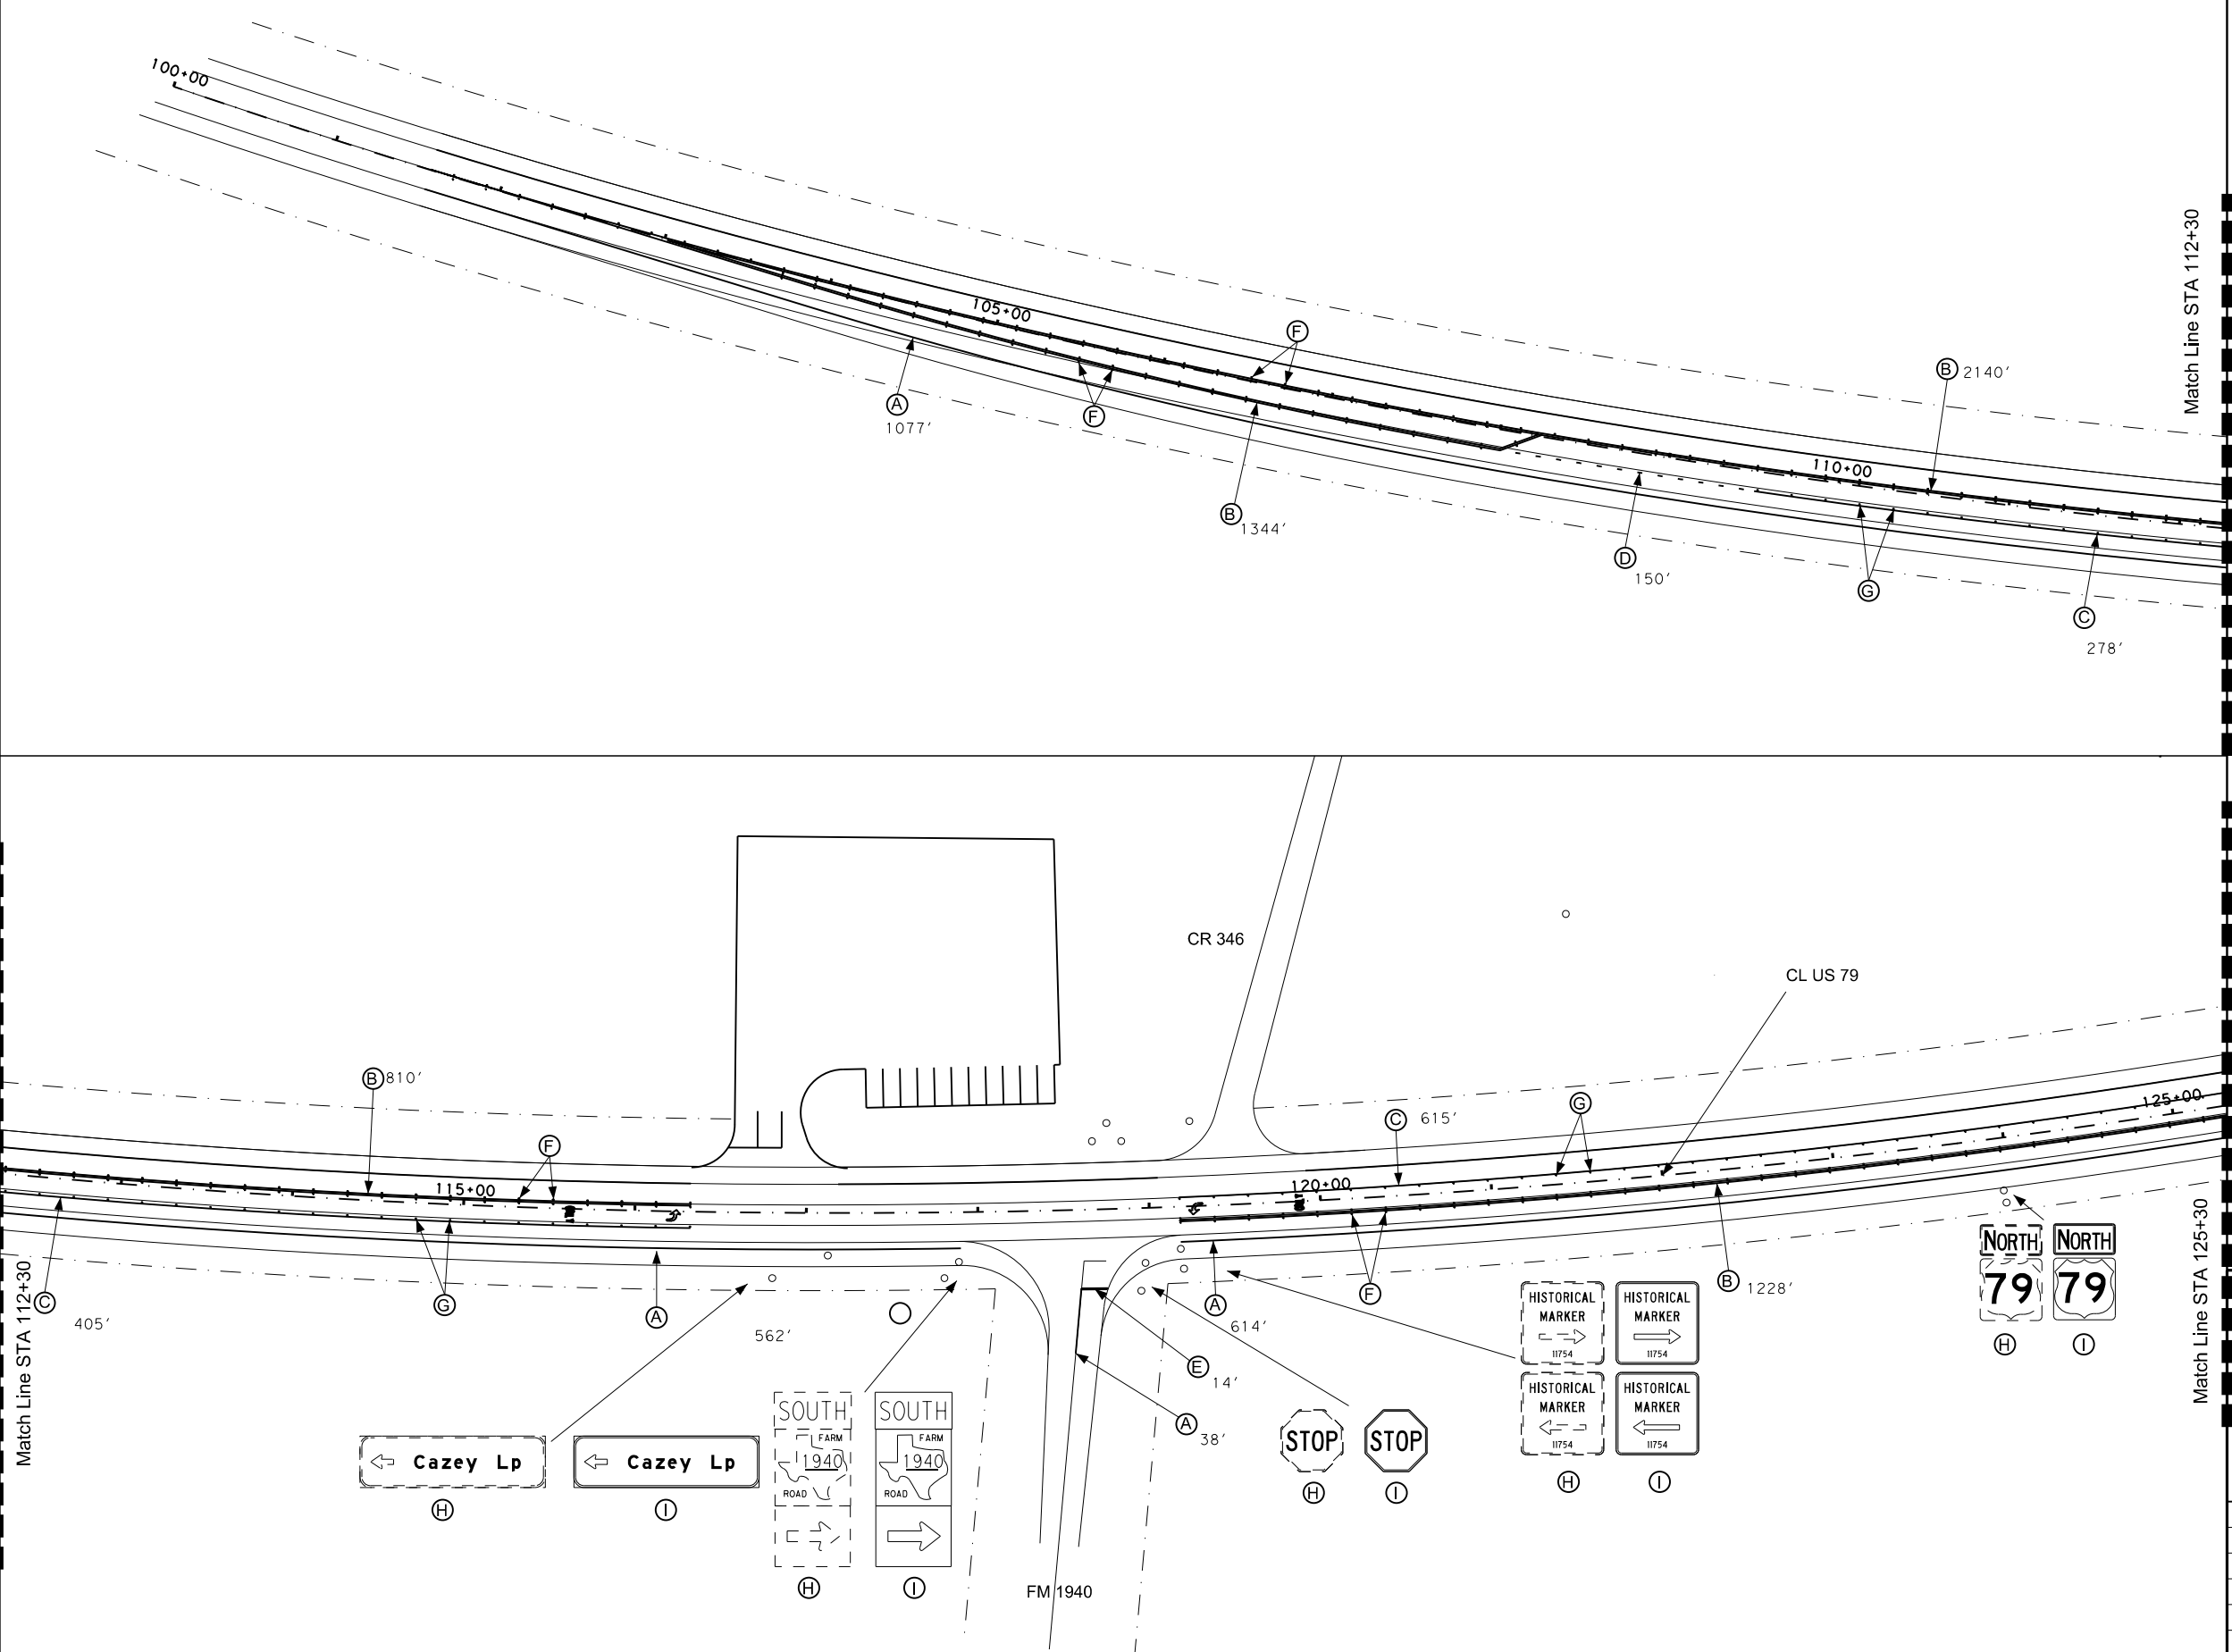 100+00
105+00
F
A
1077'
F
B
1344'
B 2140'
110+00
D
150'
G
C
278'
Match Line STA 112+30
CR 346
CL US 79
B 810'
F
115+00
C 615'
G
120+00
125+00
Match Line STA 112+30
C
405'
G
A
562'
A
614'
F
B 1228'
E
14'
A
38'
Cazey Lp
H
Cazey Lp
I
SOUTH
FARM
1940
ROAD
H
SOUTH
FARM
1940
ROAD
I
FM 1940
STOP
H
STOP
I
HISTORICAL
MARKER
11754
HISTORICAL
MARKER
11754
HISTORICAL
MARKER
11754
HISTORICAL
MARKER
11754
H
I
NORTH
79
H
NORTH
79
I
Match Line STA 125+30